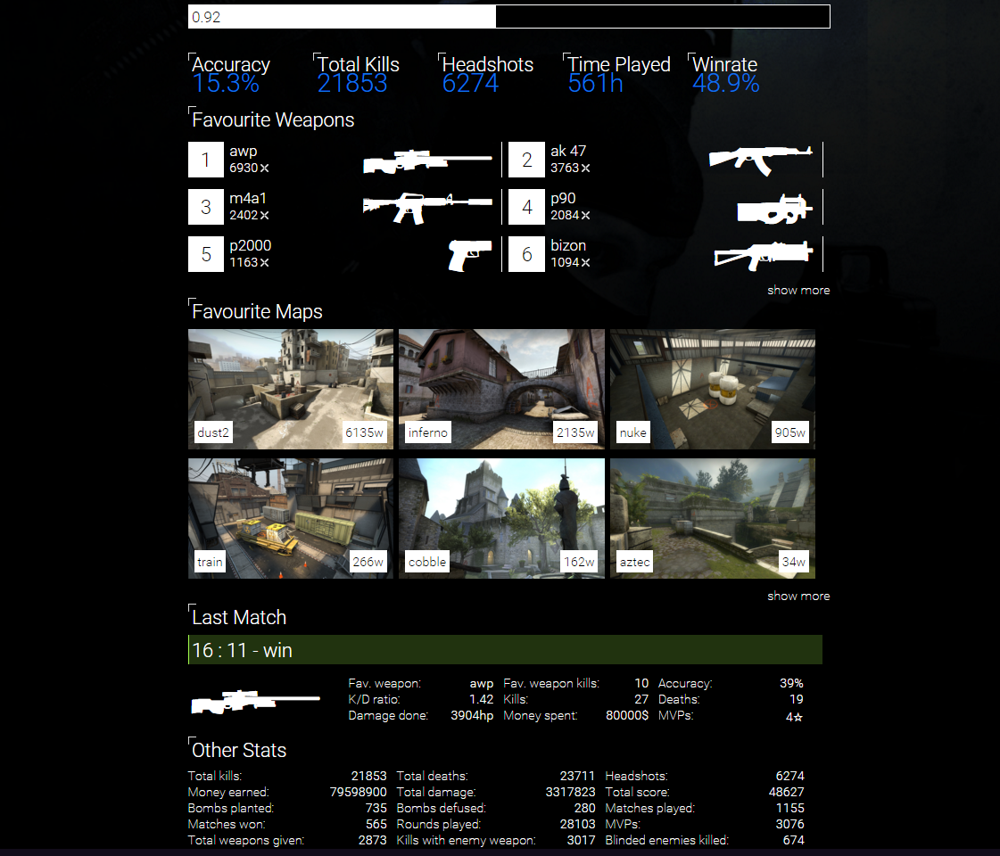 0.92
Accuracy Total Kills Headshots Time Played Winrate
15.3% 21853 6274 561h 48.9%
Favourite Weapons
1 awp 6930× 2 ak 47 3763×
3 m4a1 2402× 4 p90 2084×
5 p2000 1163× 6 bizon 1094×
show more
Favourite Maps
dust2 6135w inferno 2135w nuke 905w
train 266w cobble 162w aztec 34w
show more
Last Match
16 : 11 - win
Fav. weapon: awp Fav. weapon kills: 10 Accuracy: 39%
K/D ratio: 1.42 Kills: 27 Deaths: 19
Damage done: 3904hp Money spent: 80000$ MVPs: 4☆
Other Stats
Total kills: 21853 Total deaths: 23711 Headshots: 6274
Money earned: 79598900 Total damage: 3317823 Total score: 48627
Bombs planted: 735 Bombs defused: 280 Matches played: 1155
Matches won: 565 Rounds played: 28103 MVPs: 3076
Total weapons given: 2873 Kills with enemy weapon: 3017 Blinded enemies killed: 674